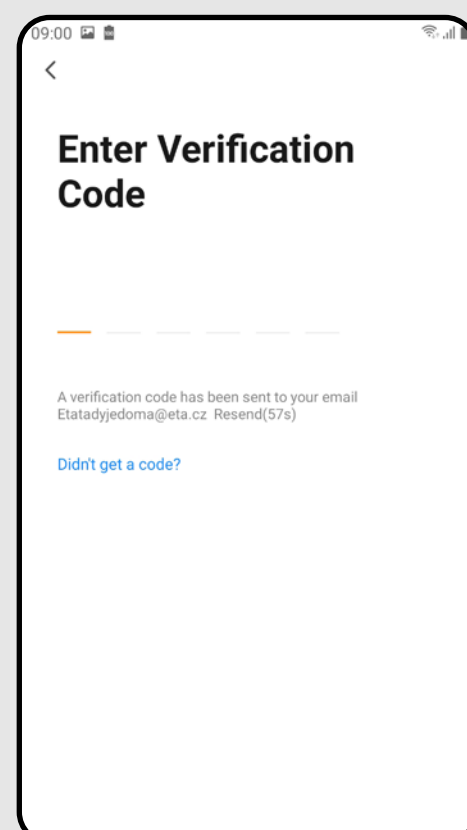 09:00
Enter Verification
Code
A verification code has been sent to your email
Etatadyjedoma@eta.cz Resend(57s)
Didn't get a code?